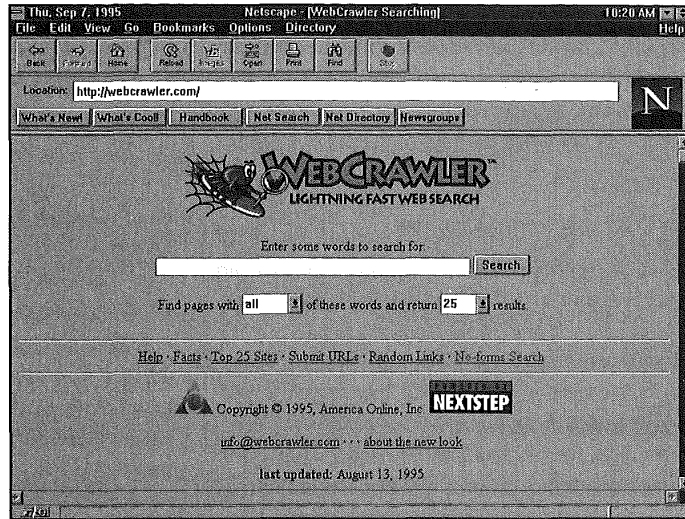 Thu, Sep 7, 1995 Netscape - [WebCrawler Searching] 10:20 AM
File Edit View Go Bookmarks Options Directory Help
Back Forward Home Reload Images Open Print Find Stop
Location: http://webcrawler.com/
What's New! What's Cool! Handbook Net Search Net Directory Newsgroups
N
WEBCRAWLER™
LIGHTNING FAST WEB SEARCH
Enter some words to search for:
Search
Find pages with all of these words and return 25 results.
Help · Facts · Top 25 Sites · Submit URLs · Random Links · No-forms Search
Copyright © 1995, America Online, Inc. POWERED BY NEXTSTEP
info@webcrawler.com · · · about the new look
last updated: August 13, 1995